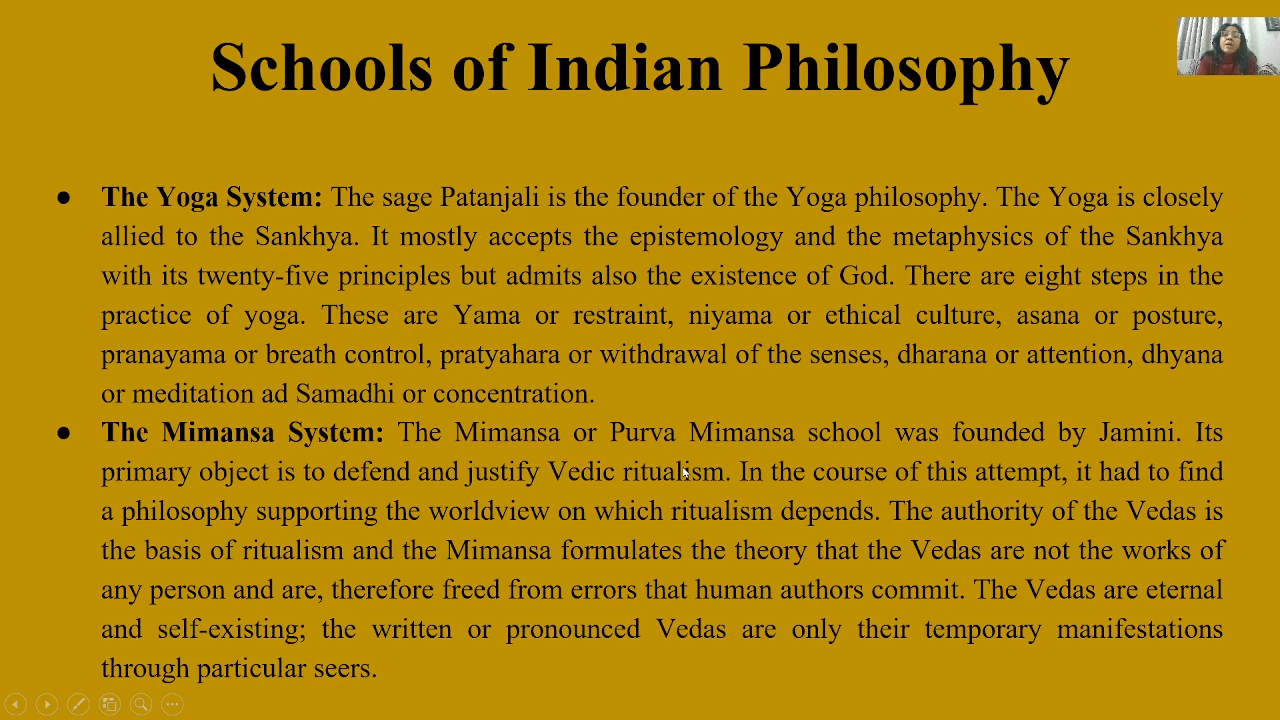 Schools of Indian Philosophy
● The Yoga System: The sage Patanjali is the founder of the Yoga philosophy. The Yoga is closely
allied to the Sankhya. It mostly accepts the epistemology and the metaphysics of the Sankhya
with its twenty-five principles but admits also the existence of God. There are eight steps in the
practice of yoga. These are Yama or restraint, niyama or ethical culture, asana or posture,
pranayama or breath control, pratyahara or withdrawal of the senses, dharana or attention, dhyana
or meditation ad Samadhi or concentration.
● The Mimansa System: The Mimansa or Purva Mimansa school was founded by Jamini. Its
primary object is to defend and justify Vedic ritualism. In the course of this attempt, it had to find
a philosophy supporting the worldview on which ritualism depends. The authority of the Vedas is
the basis of ritualism and the Mimansa formulates the theory that the Vedas are not the works of
any person and are, therefore freed from errors that human authors commit. The Vedas are eternal
and self-existing; the written or pronounced Vedas are only their temporary manifestations
through particular seers.